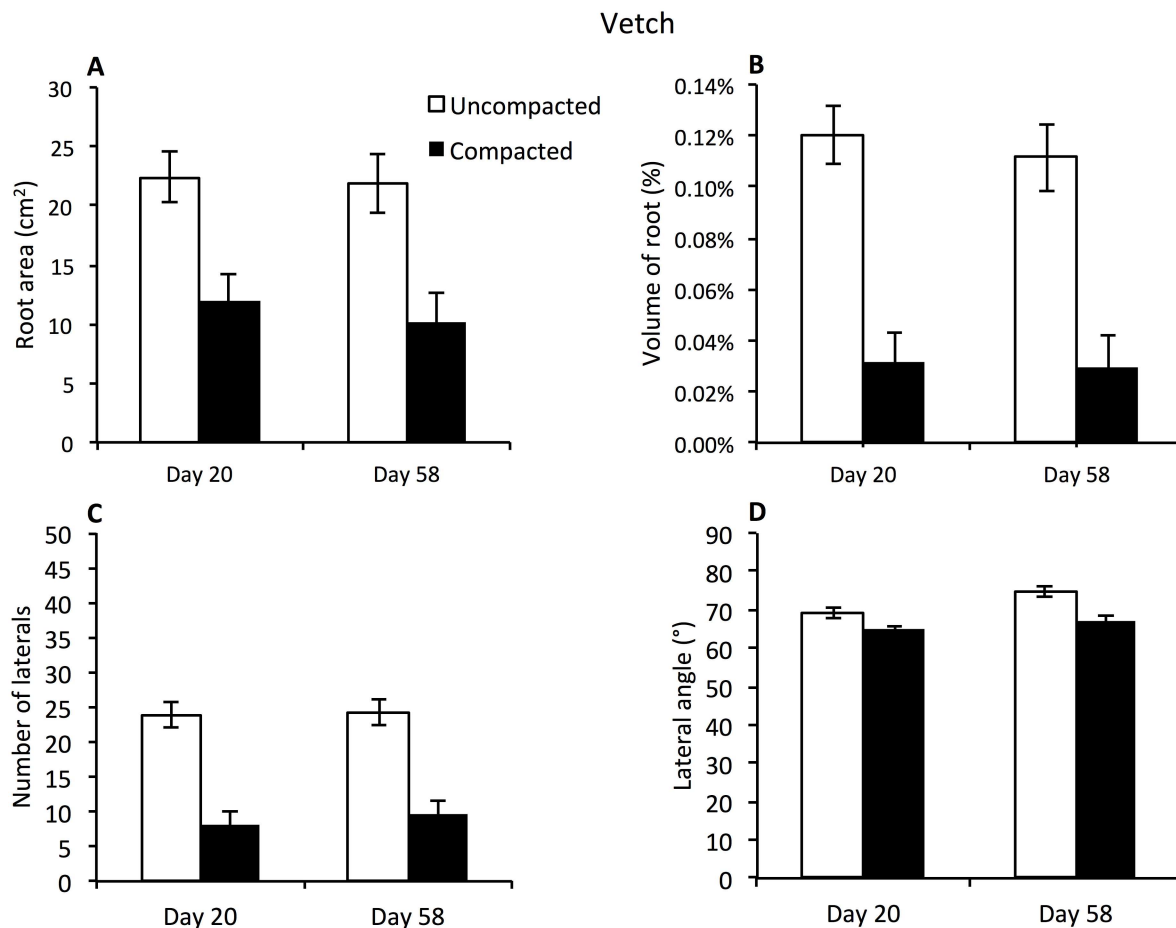 Vetch
A
30
25
20
15
10
5
0
Root area (cm²)
Uncompacted
Compacted
Day 20
Day 58
B
0.14%
0.12%
0.10%
0.08%
0.06%
0.04%
0.02%
0.00%
Volume of root (%)
Day 20
Day 58
C
50
45
40
35
30
25
20
15
10
5
0
Number of laterals
Day 20
Day 58
D
90
80
70
60
50
40
30
20
10
0
Lateral angle (°)
Day 20
Day 58